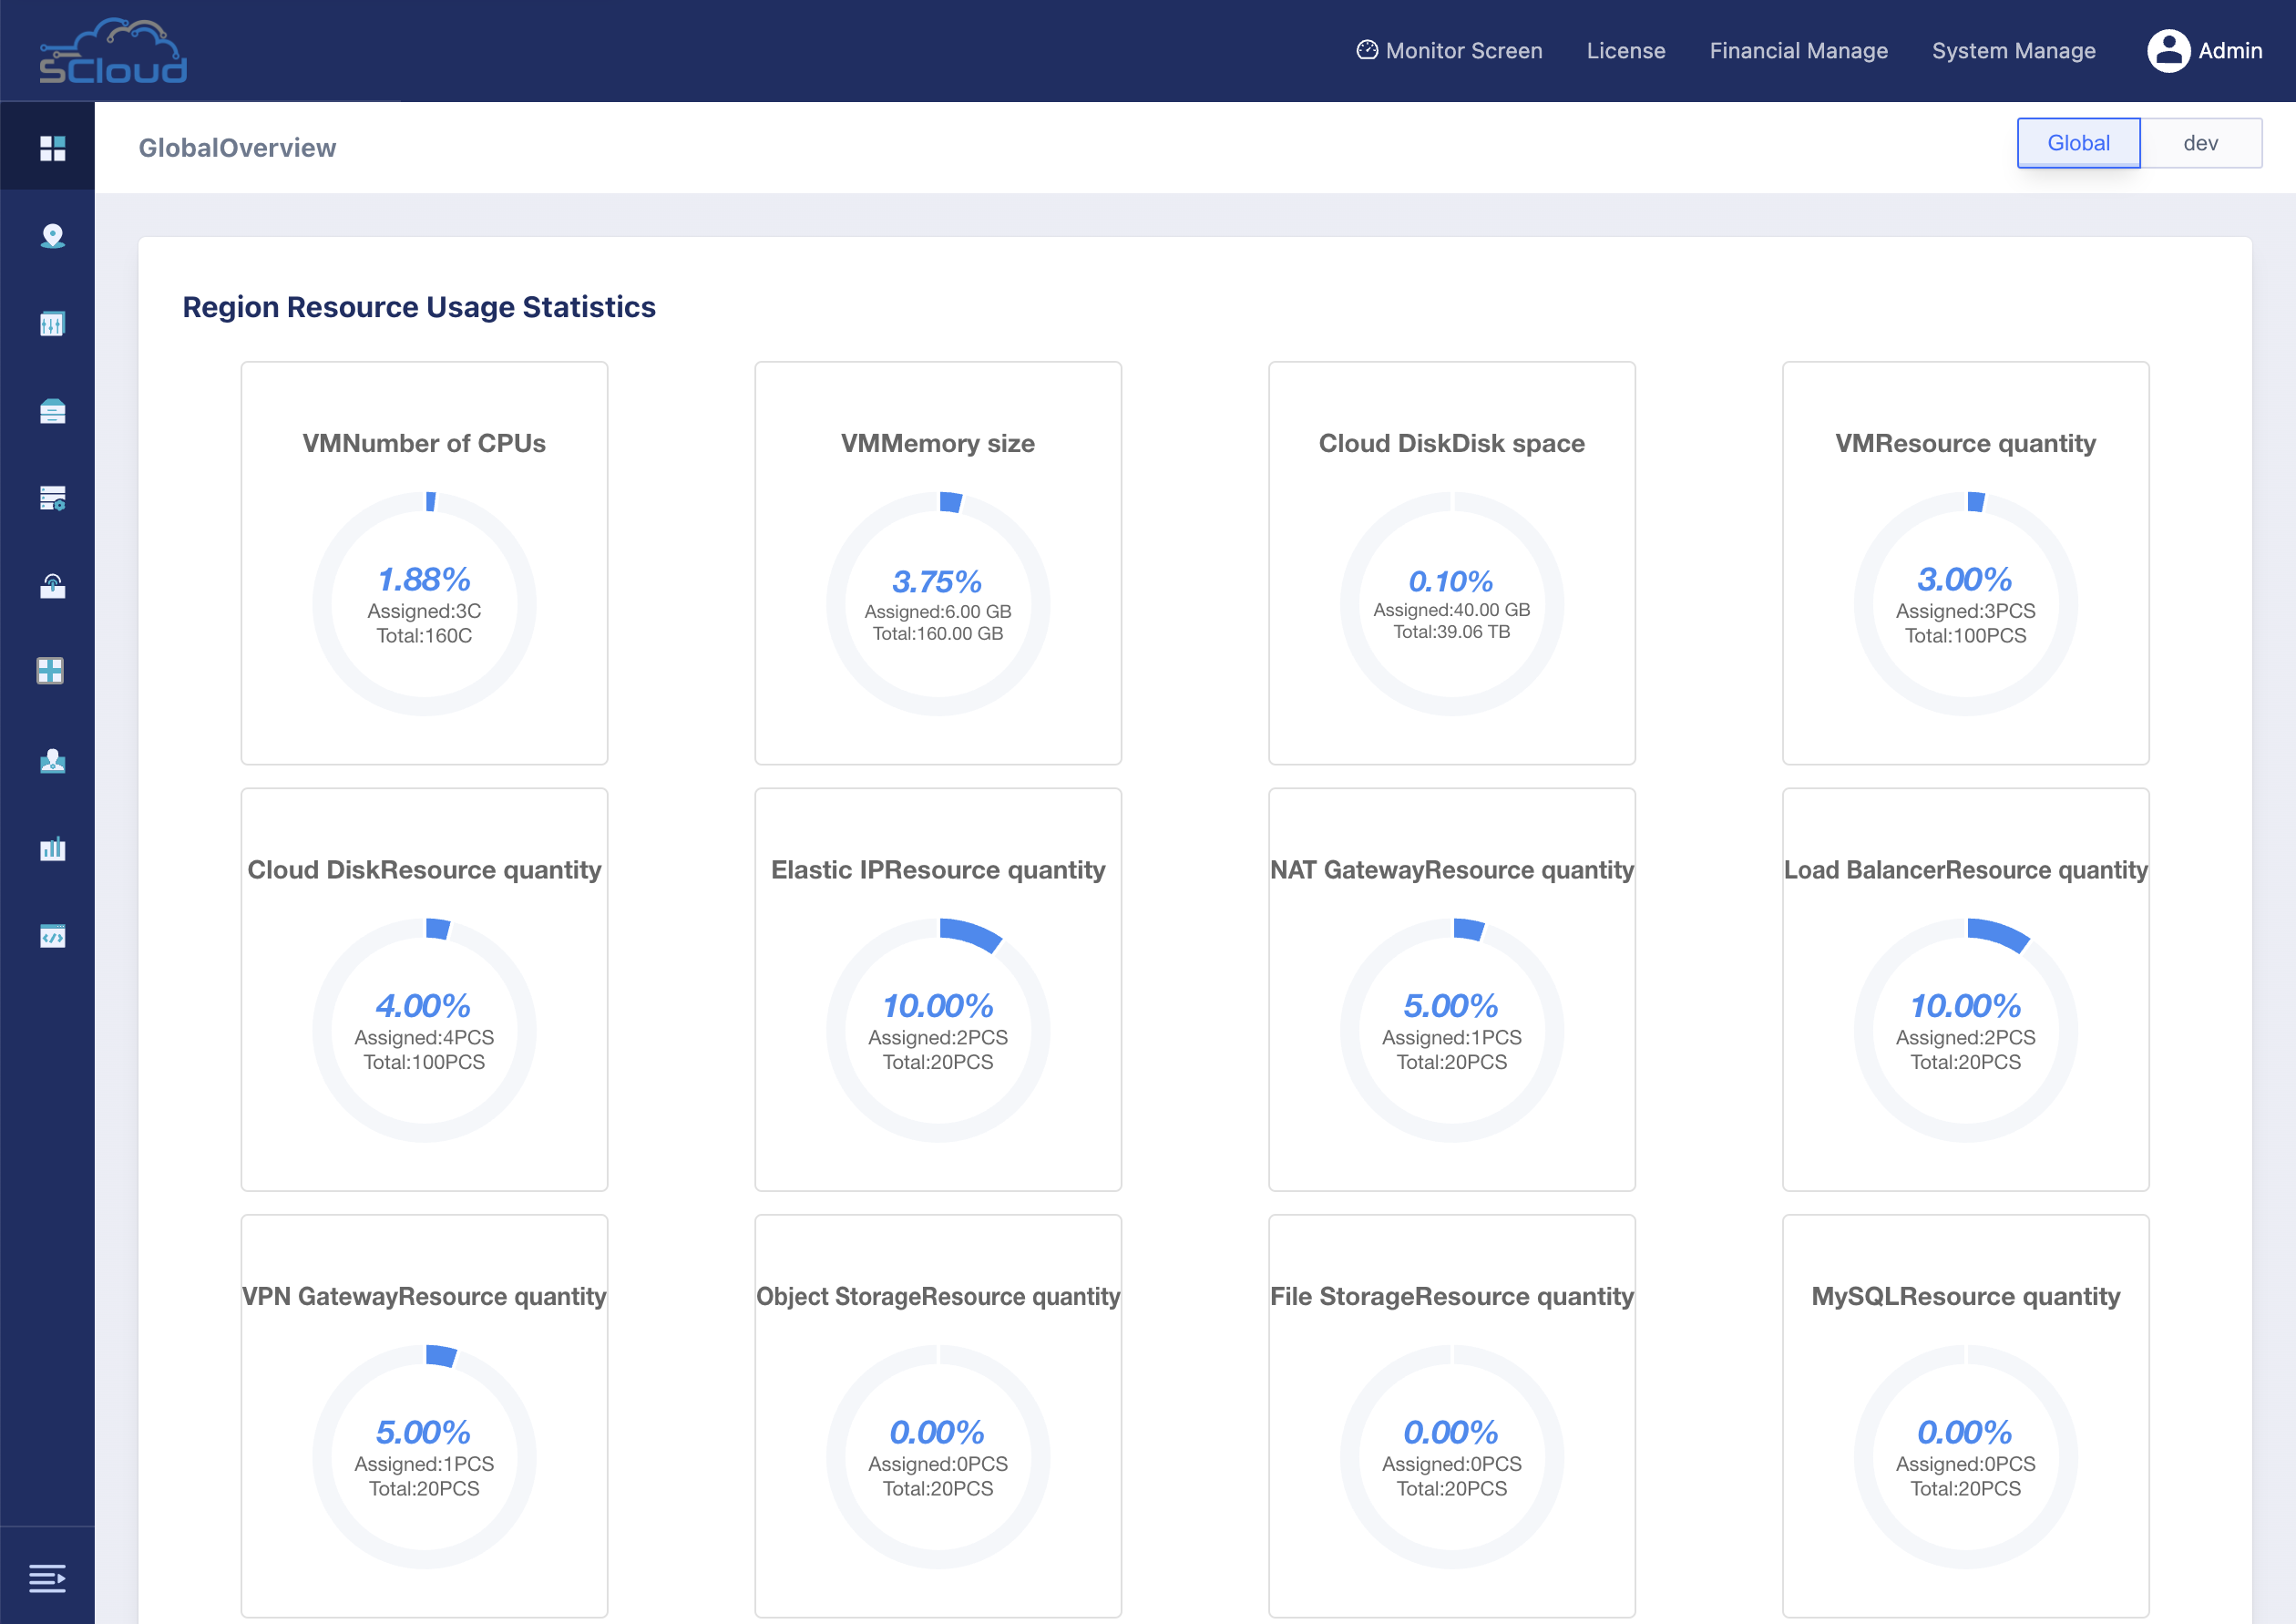 sCloud
Monitor Screen
License
Financial Manage
System Manage
Admin
GlobalOverview
Global
dev
Region Resource Usage Statistics
VMNumber of CPUs
1.88%
Assigned:3C
Total:160C
VMMemory size
3.75%
Assigned:6.00 GB
Total:160.00 GB
Cloud DiskDisk space
0.10%
Assigned:40.00 GB
Total:39.06 TB
VMResource quantity
3.00%
Assigned:3PCS
Total:100PCS
Cloud DiskResource quantity
4.00%
Assigned:4PCS
Total:100PCS
Elastic IPResource quantity
10.00%
Assigned:2PCS
Total:20PCS
NAT GatewayResource quantity
5.00%
Assigned:1PCS
Total:20PCS
Load BalancerResource quantity
10.00%
Assigned:2PCS
Total:20PCS
VPN GatewayResource quantity
5.00%
Assigned:1PCS
Total:20PCS
Object StorageResource quantity
0.00%
Assigned:0PCS
Total:20PCS
File StorageResource quantity
0.00%
Assigned:0PCS
Total:20PCS
MySQLResource quantity
0.00%
Assigned:0PCS
Total:20PCS